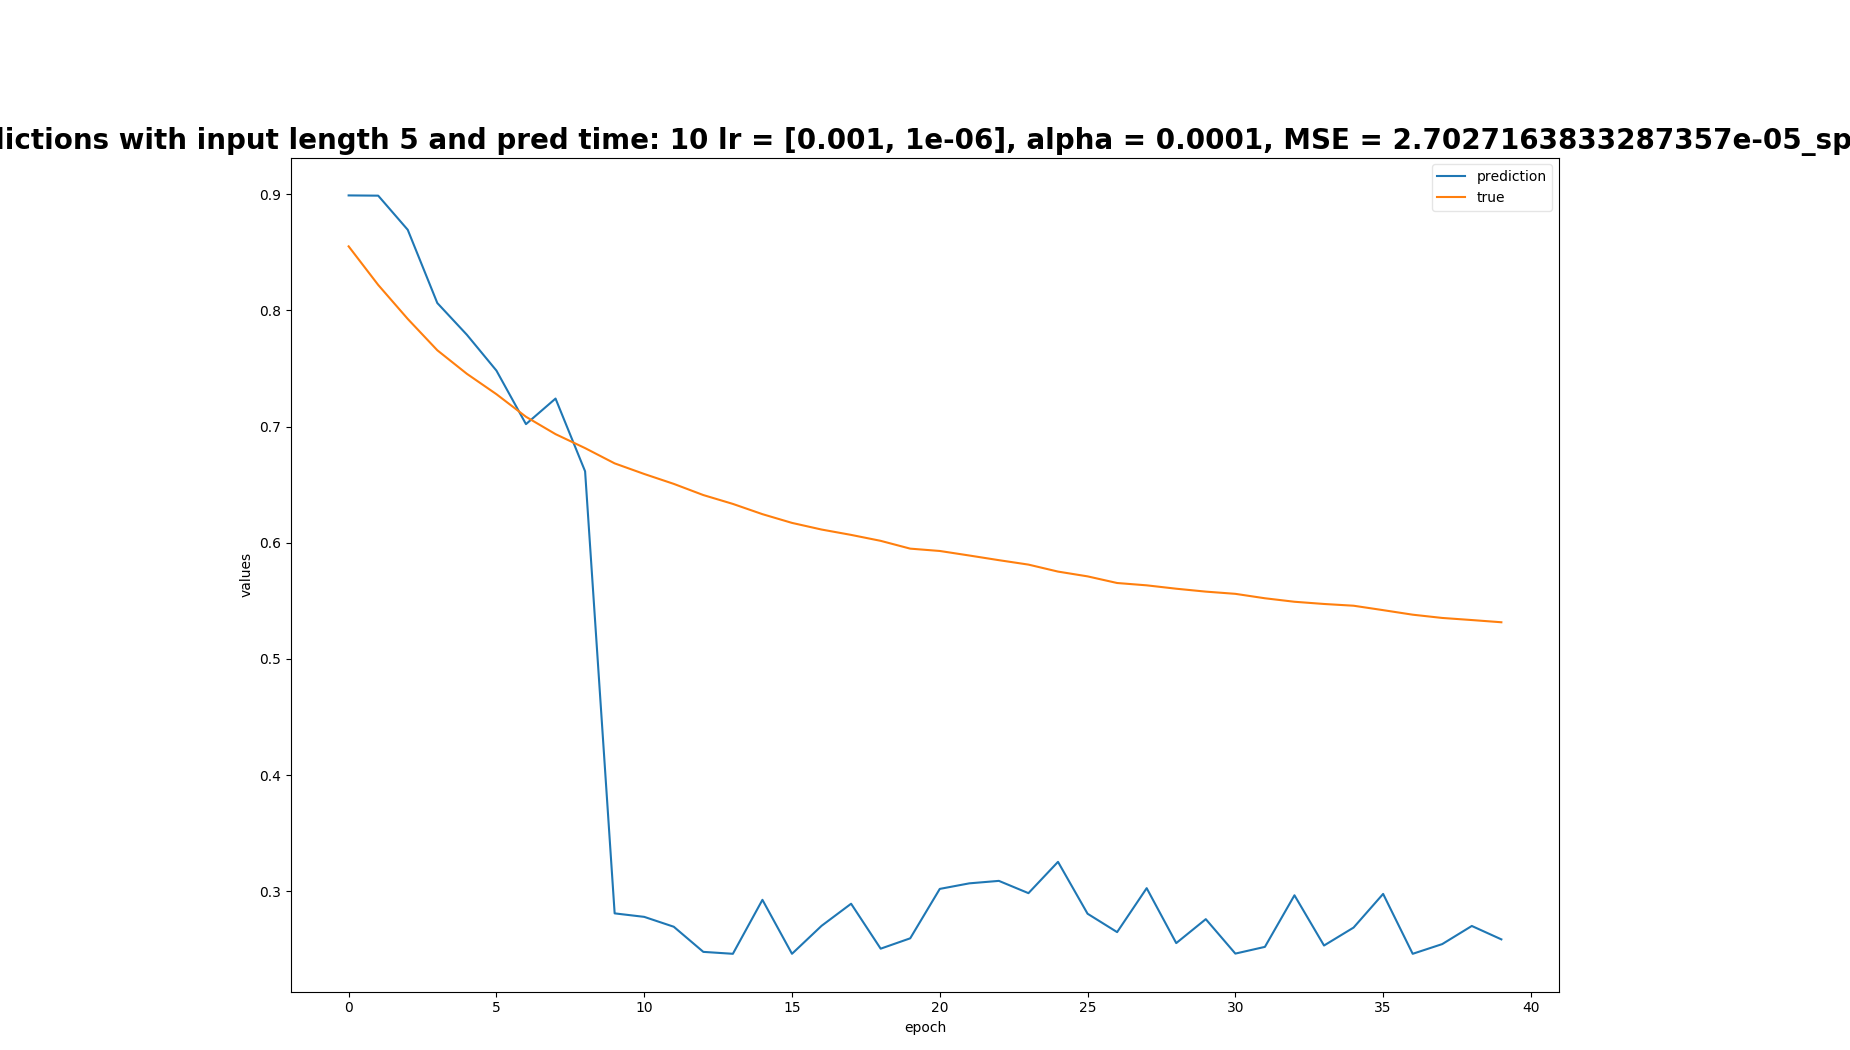 dictions with input length 5 and pred time: 10 lr = [0.001, 1e-06], alpha = 0.0001, MSE = 2.7027163833287357e-05_sp
prediction
true
0.9
0.8
0.7
0.6
0.5
0.4
0.3
values
0 5 10 15 20 25 30 35 40
epoch